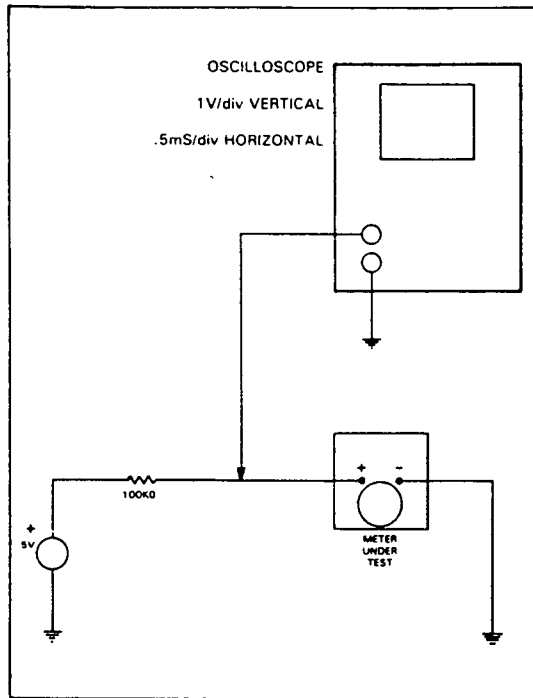 OSCILLOSCOPE
1V/div VERTICAL
.5mS/div HORIZONTAL
+ -
100KΩ
+
5V
METER
UNDER
TEST